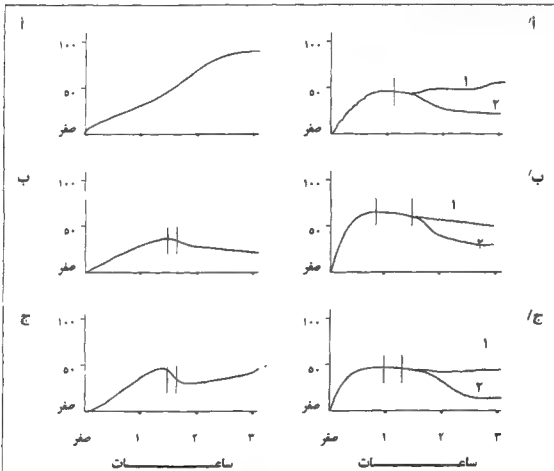 أ أ/
١٠٠ ١٠٠
٥٠ ٥٠ ١
٢
صفر صفر
ب ب/
١٠٠ ١٠٠
٥٠ ٥٠ ١
٢
صفر صفر
ج ج/
١٠٠ ١٠٠
٥٠ ٥٠ ١
٢
صفر صفر
صفر ١ ٢ ٣ ١ ٢ ٣
ساعات ساعات